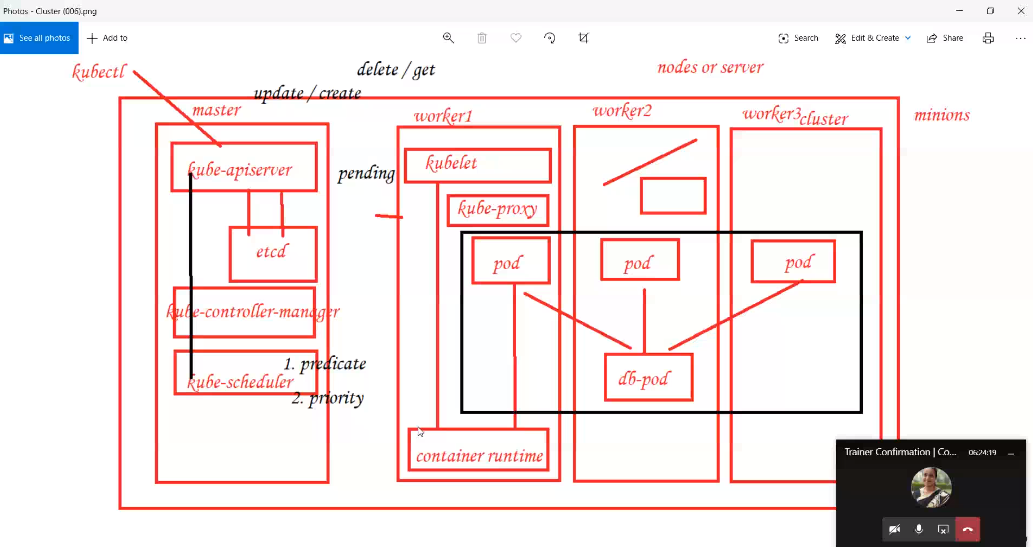 Photos - Cluster (006).png
See all photos
Add to
Search
Edit & Create
Share
kubectl
delete / get
nodes or server
update / create
master
worker1
worker2
worker3
cluster
minions
kube-apiserver
pending
kubelet
kube-proxy
etcd
pod
pod
pod
kube-controller-manager
1. predicate
kube-scheduler
2. priority
db-pod
container runtime
Trainer Confirmation | Co...
06:24:19